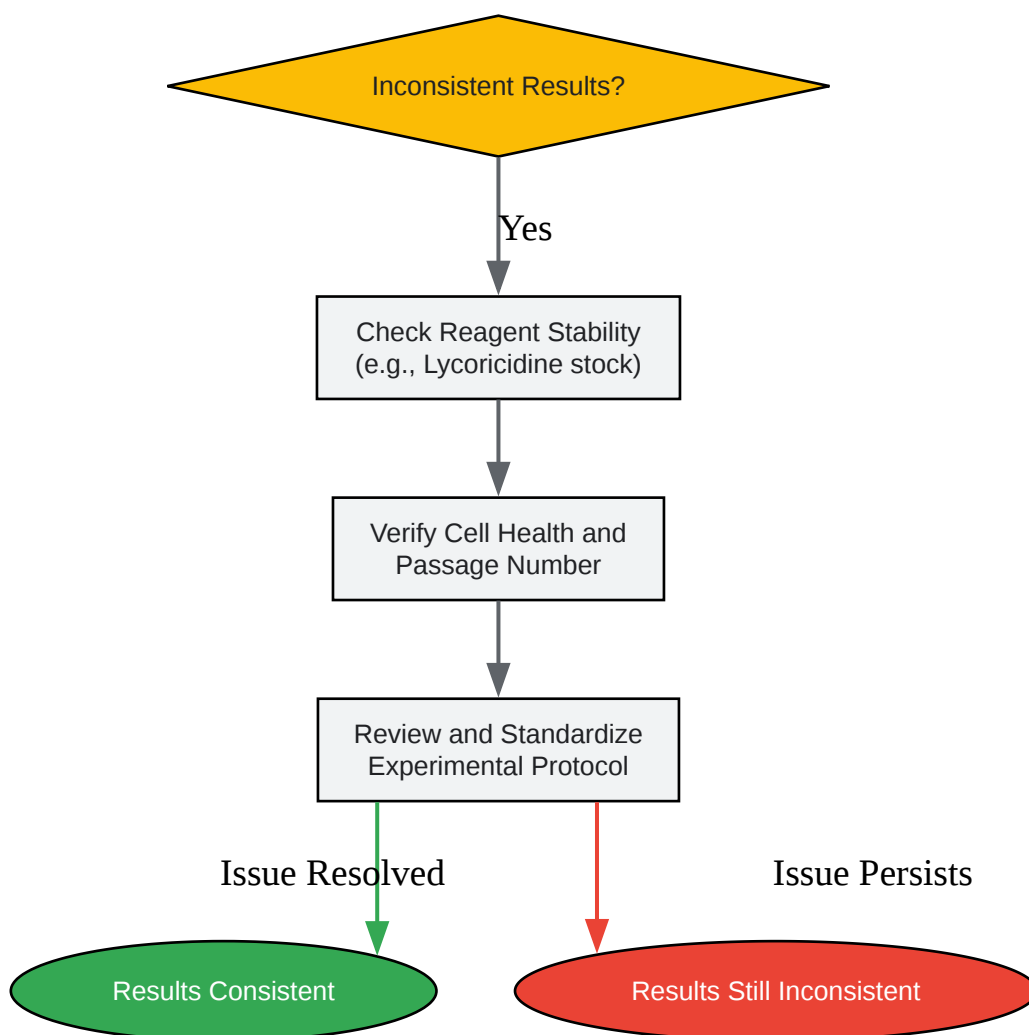 Inconsistent Results?
Yes
Check Reagent Stability
(e.g., Lycoricidine stock)
Verify Cell Health and
Passage Number
Review and Standardize
Experimental Protocol
Issue Resolved
Issue Persists
Results Consistent
Results Still Inconsistent